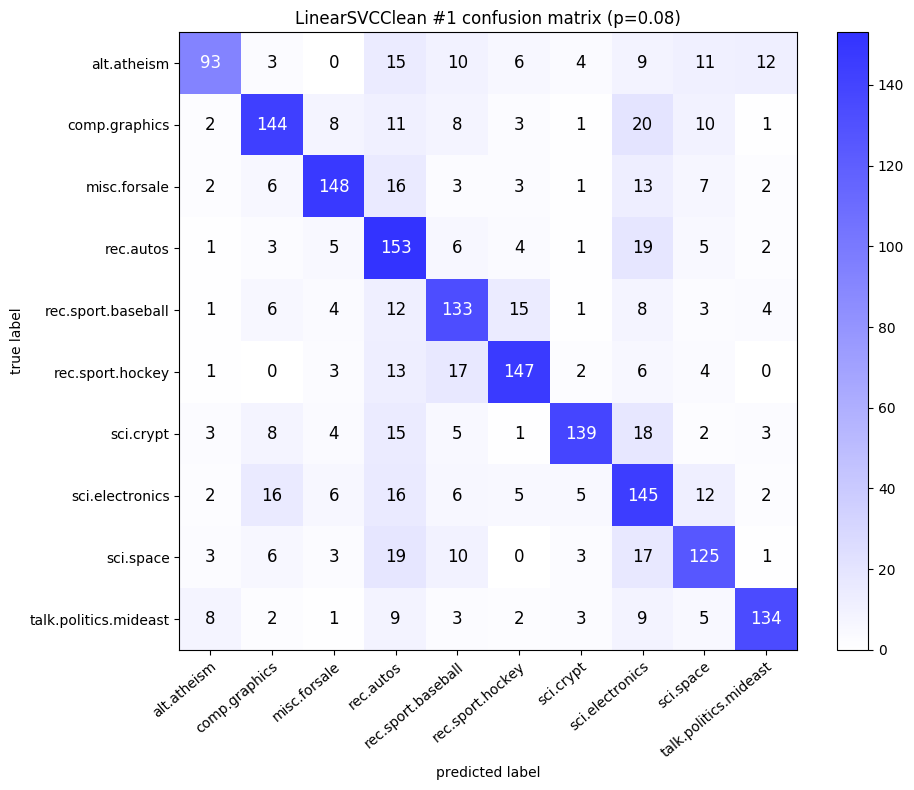 LinearSVCClean #1 confusion matrix (p=0.08)
true label
alt.atheism 93 3 0 15 10 6 4 9 11 12
comp.graphics 2 144 8 11 8 3 1 20 10 1
misc.forsale 2 6 148 16 3 3 1 13 7 2
rec.autos 1 3 5 153 6 4 1 19 5 2
rec.sport.baseball 1 6 4 12 133 15 1 8 3 4
rec.sport.hockey 1 0 3 13 17 147 2 6 4 0
sci.crypt 3 8 4 15 5 1 139 18 2 3
sci.electronics 2 16 6 16 6 5 5 145 12 2
sci.space 3 6 3 19 10 0 3 17 125 1
talk.politics.mideast 8 2 1 9 3 2 3 9 5 134
alt.atheism comp.graphics misc.forsale rec.autos rec.sport.baseball rec.sport.hockey sci.crypt sci.electronics sci.space talk.politics.mideast
predicted label
140
120
100
80
60
40
20
0